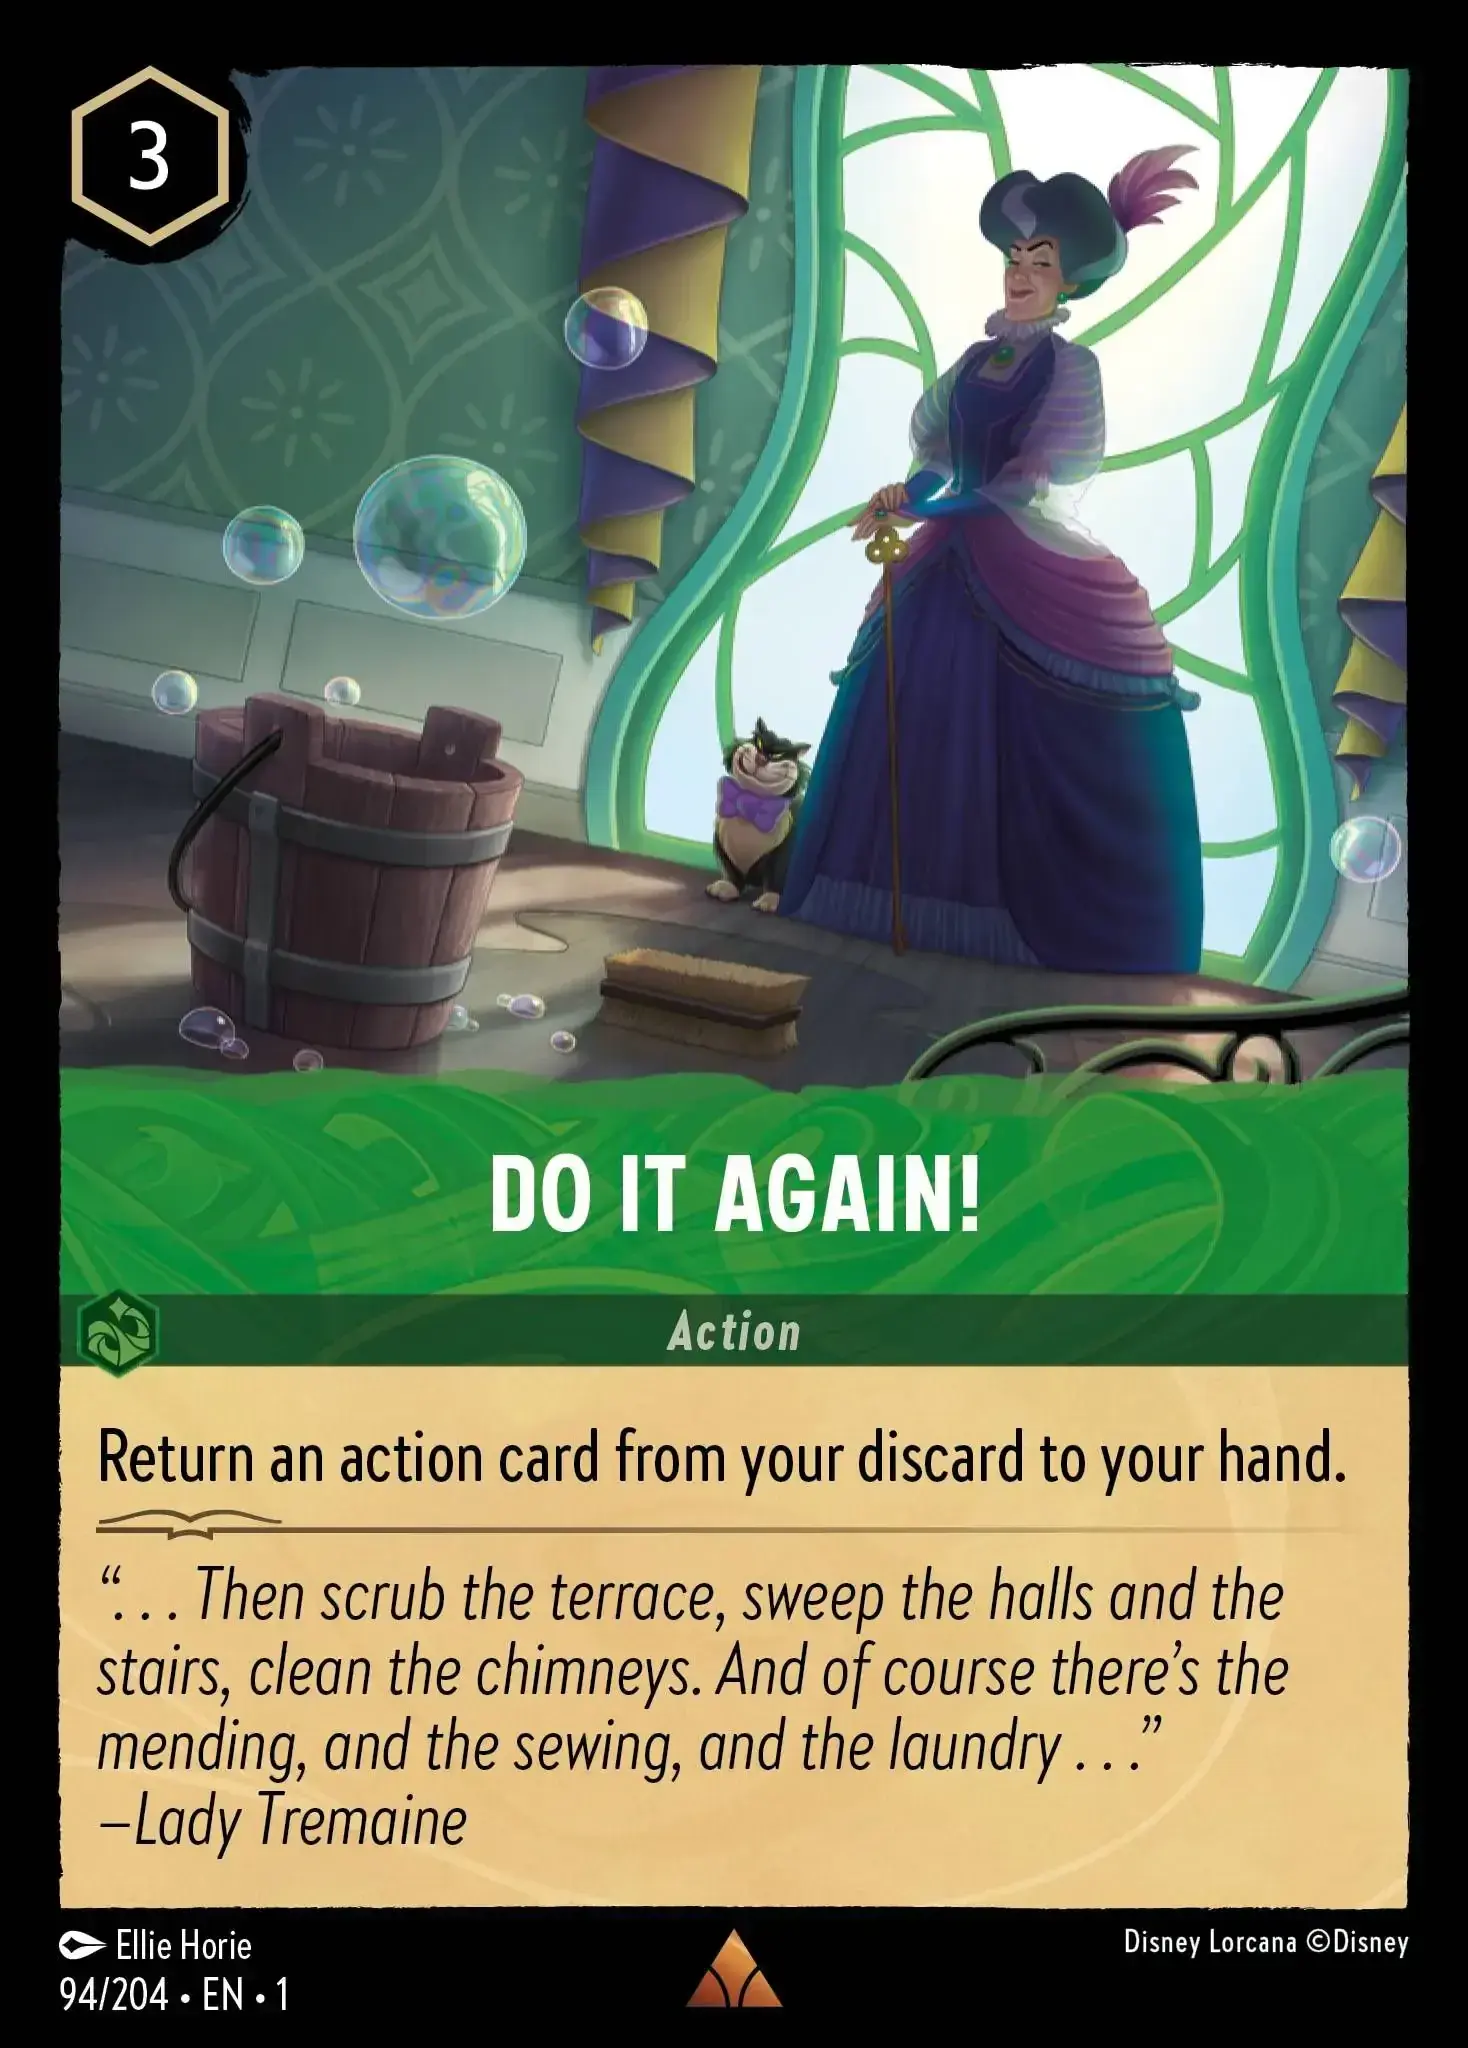 3
DO IT AGAIN!
Action
Return an action card from your discard to your hand.
“. . . Then scrub the terrace, sweep the halls and the
stairs, clean the chimneys. And of course there’s the
mending, and the sewing, and the laundry . . .”
–Lady Tremaine
Ellie Horie
94/204 • EN • 1
Disney Lorcana ©Disney